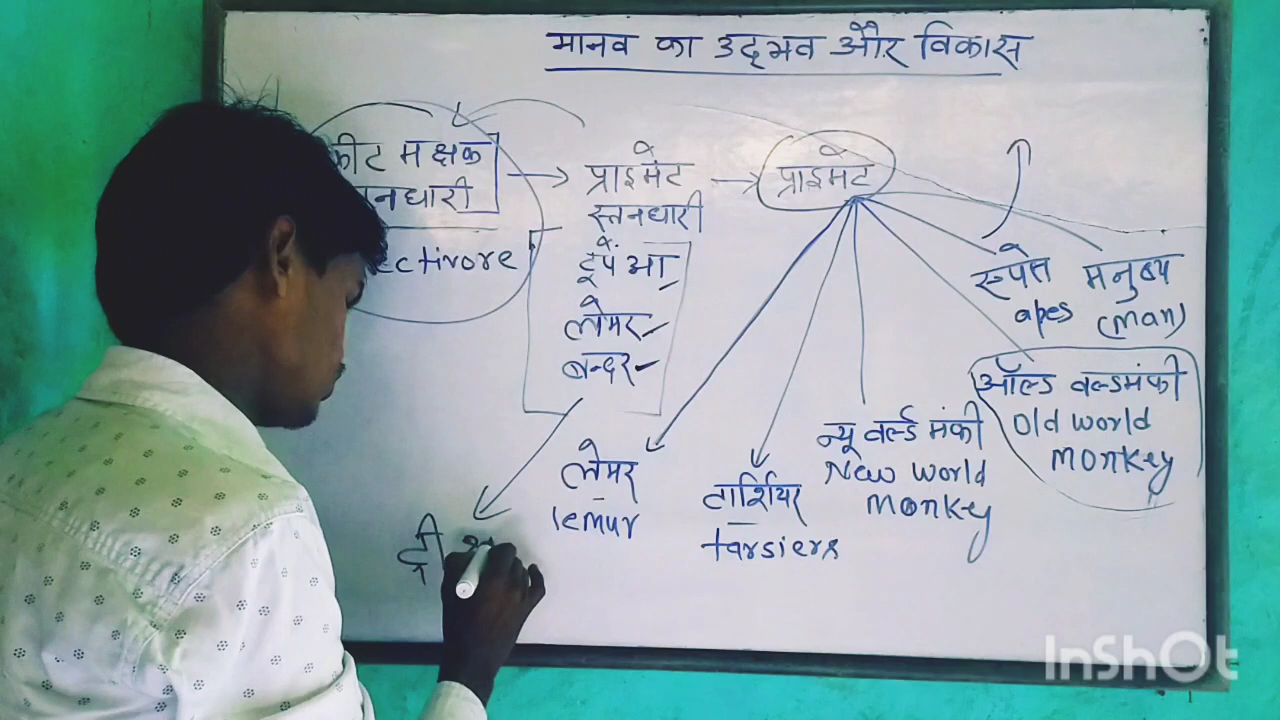 मानव का उद्भव और विकास
कीट भक्षक
स्तनधारी
ectivore
प्राइमेट
स्तनधारी
ट्रूपेंआ
लेमर
बन्दर
प्राइमेट
एपेस
apes
मनुष्य
(Man)
ऑल्ड वर्ल्ड मंकी
Old world
Monkey
न्यू वर्ल्ड मंकी
New world
Monkey
टार्शियर
tarsiers
लेमर
lemur
ट्री
InShOt